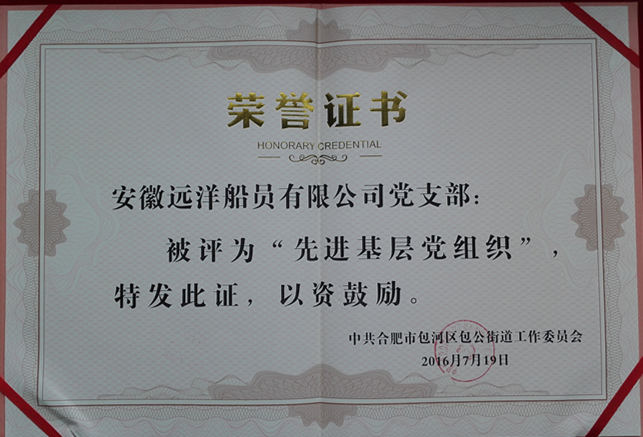 荣誉证书
HONORARY CREDENTIAL
安徽远洋船员有限公司党支部：
被评为“先进基层党组织”，
特发此证，以资鼓励。
中共合肥市包河区包公街道工作委员会
2016月7月19日